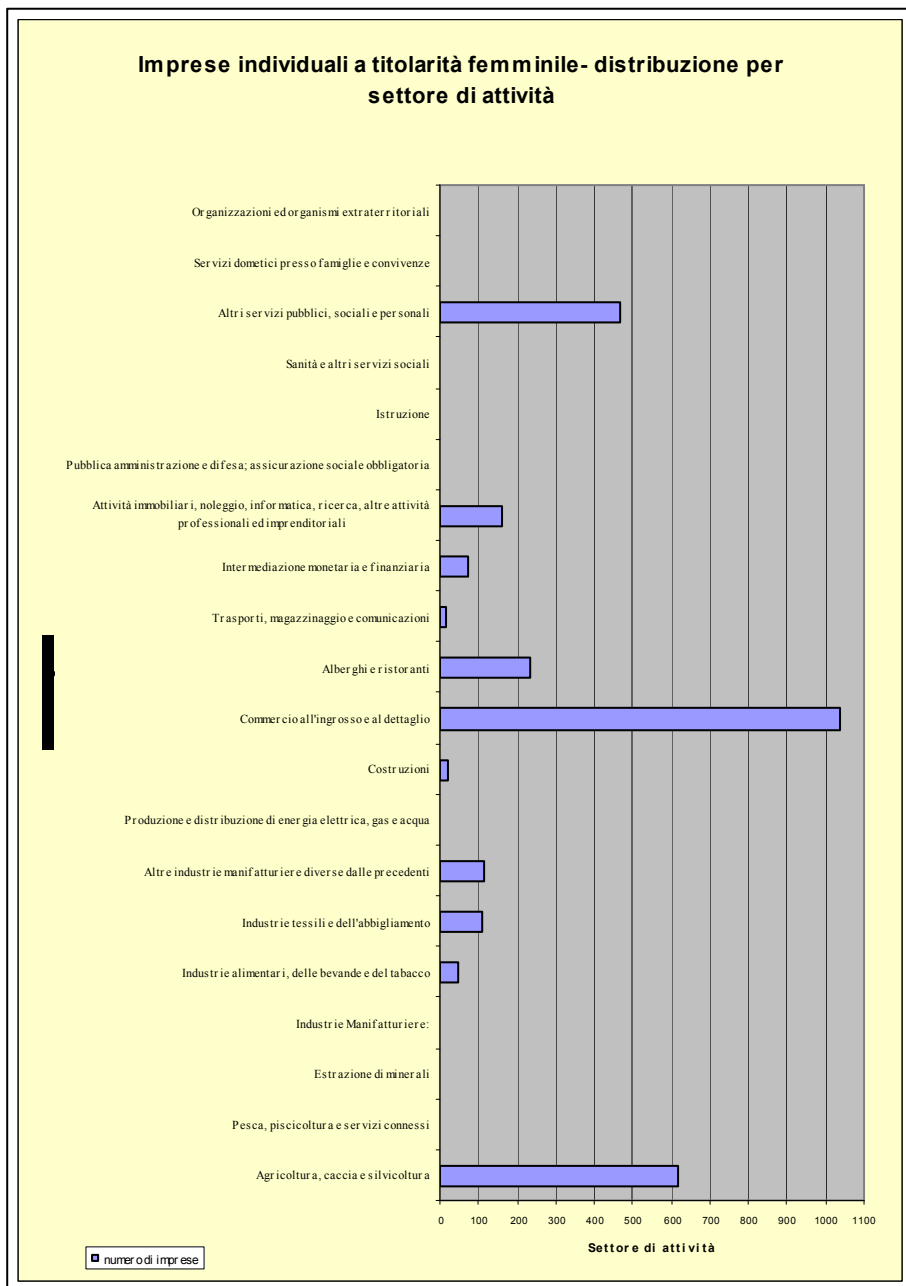 Imprese individuali a titolarità femminile- distribuzione per
settore di attività
Organizzazioni ed organismi extraterritoriali
Servizi dometici presso famiglie e convivenze
Altri servizi pubblici, sociali e personali
Sanità e altri servizi sociali
Istruzione
Pubblica amministrazione e difesa; assicurazione sociale obbligatoria
Attività immobiliari, noleggio, informatica, ricerca, altre attività
professionali ed imprenditoriali
Intermediazione monetaria e finanziaria
Trasporti, magazzinaggio e comunicazioni
Alberghi e ristoranti
Commercio all'ingrosso e al dettaglio
Costruzioni
Produzione e distribuzione di energia elettrica, gas e acqua
Altre industrie manifatturiere diverse dalle precedenti
Industrie tessili e dell'abbigliamento
Industrie alimentari, delle bevande e del tabacco
Industrie Manifatturiere:
Estrazione di minerali
Pesca, piscicoltura e servizi connessi
Agricoltura, caccia e silvicoltura
0 100 200 300 400 500 600 700 800 900 1000 1100
Settore di attività
numero di imprese